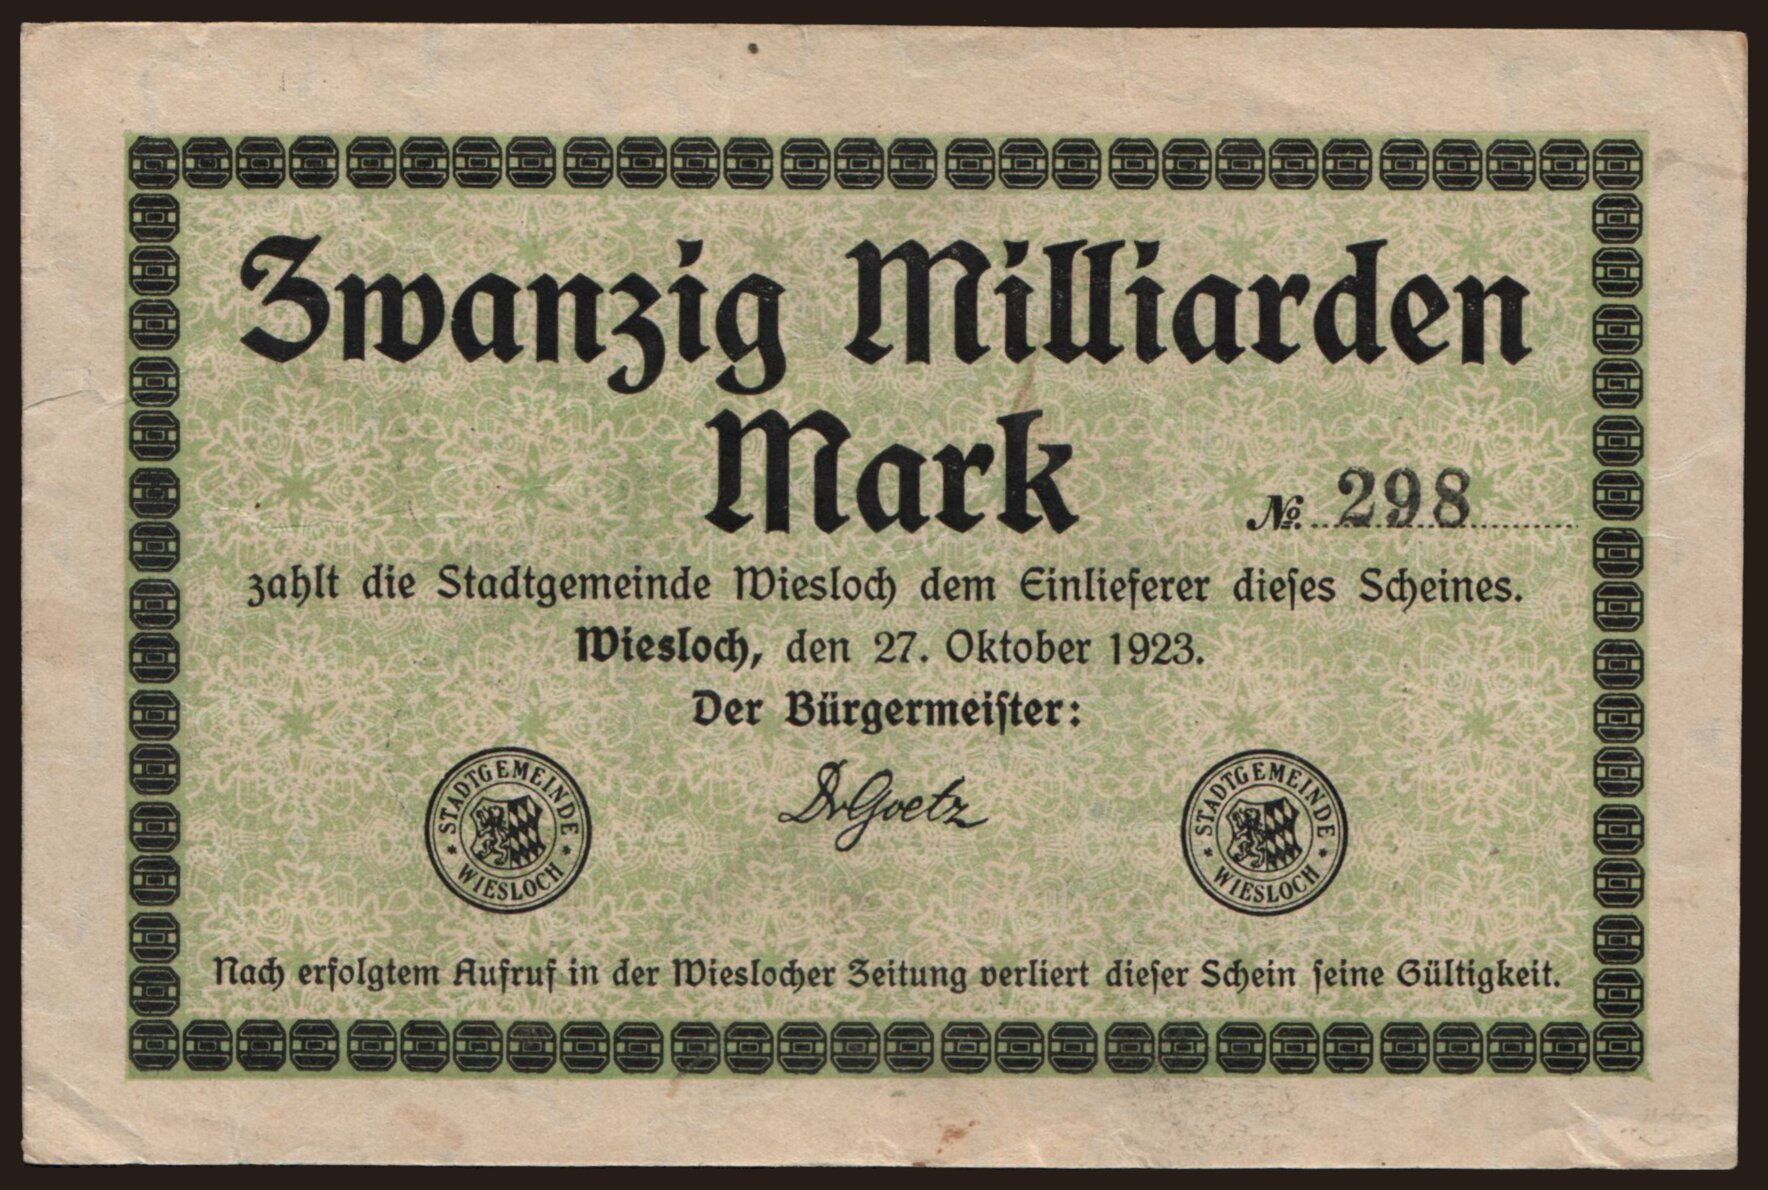 Zwanzig Milliarden
Mark
№ 298
zahlt die Stadtgemeinde Wiesloch dem Einlieferer dieses Scheines.
Wiesloch, den 27. Oktober 1923.
Der Bürgermeister:
STADTGEMEINDE WIESLOCH
Dr Goetz
STADTGEMEINDE WIESLOCH
Nach erfolgtem Aufruf in der Wieslocher Zeitung verliert dieser Schein seine Gültigkeit.